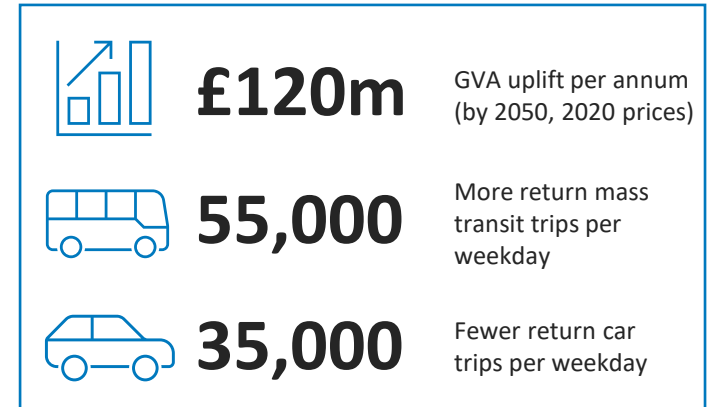 £120m
GVA uplift per annum
(by 2050, 2020 prices)
55,000
More return mass
transit trips per
weekday
35,000
Fewer return car
trips per weekday